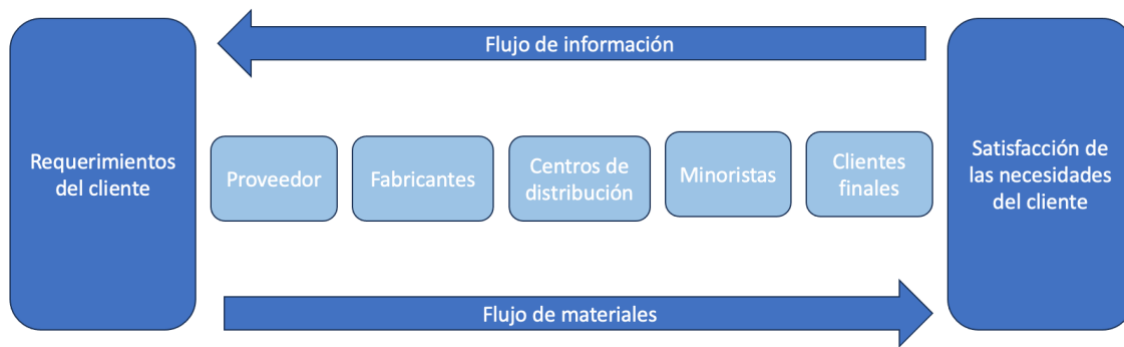 Flujo de información
Requerimientos
del cliente
Proveedor
Fabricantes
Centros de
distribución
Minoristas
Clientes
finales
Satisfacción de
las necesidades
del cliente
Flujo de materiales